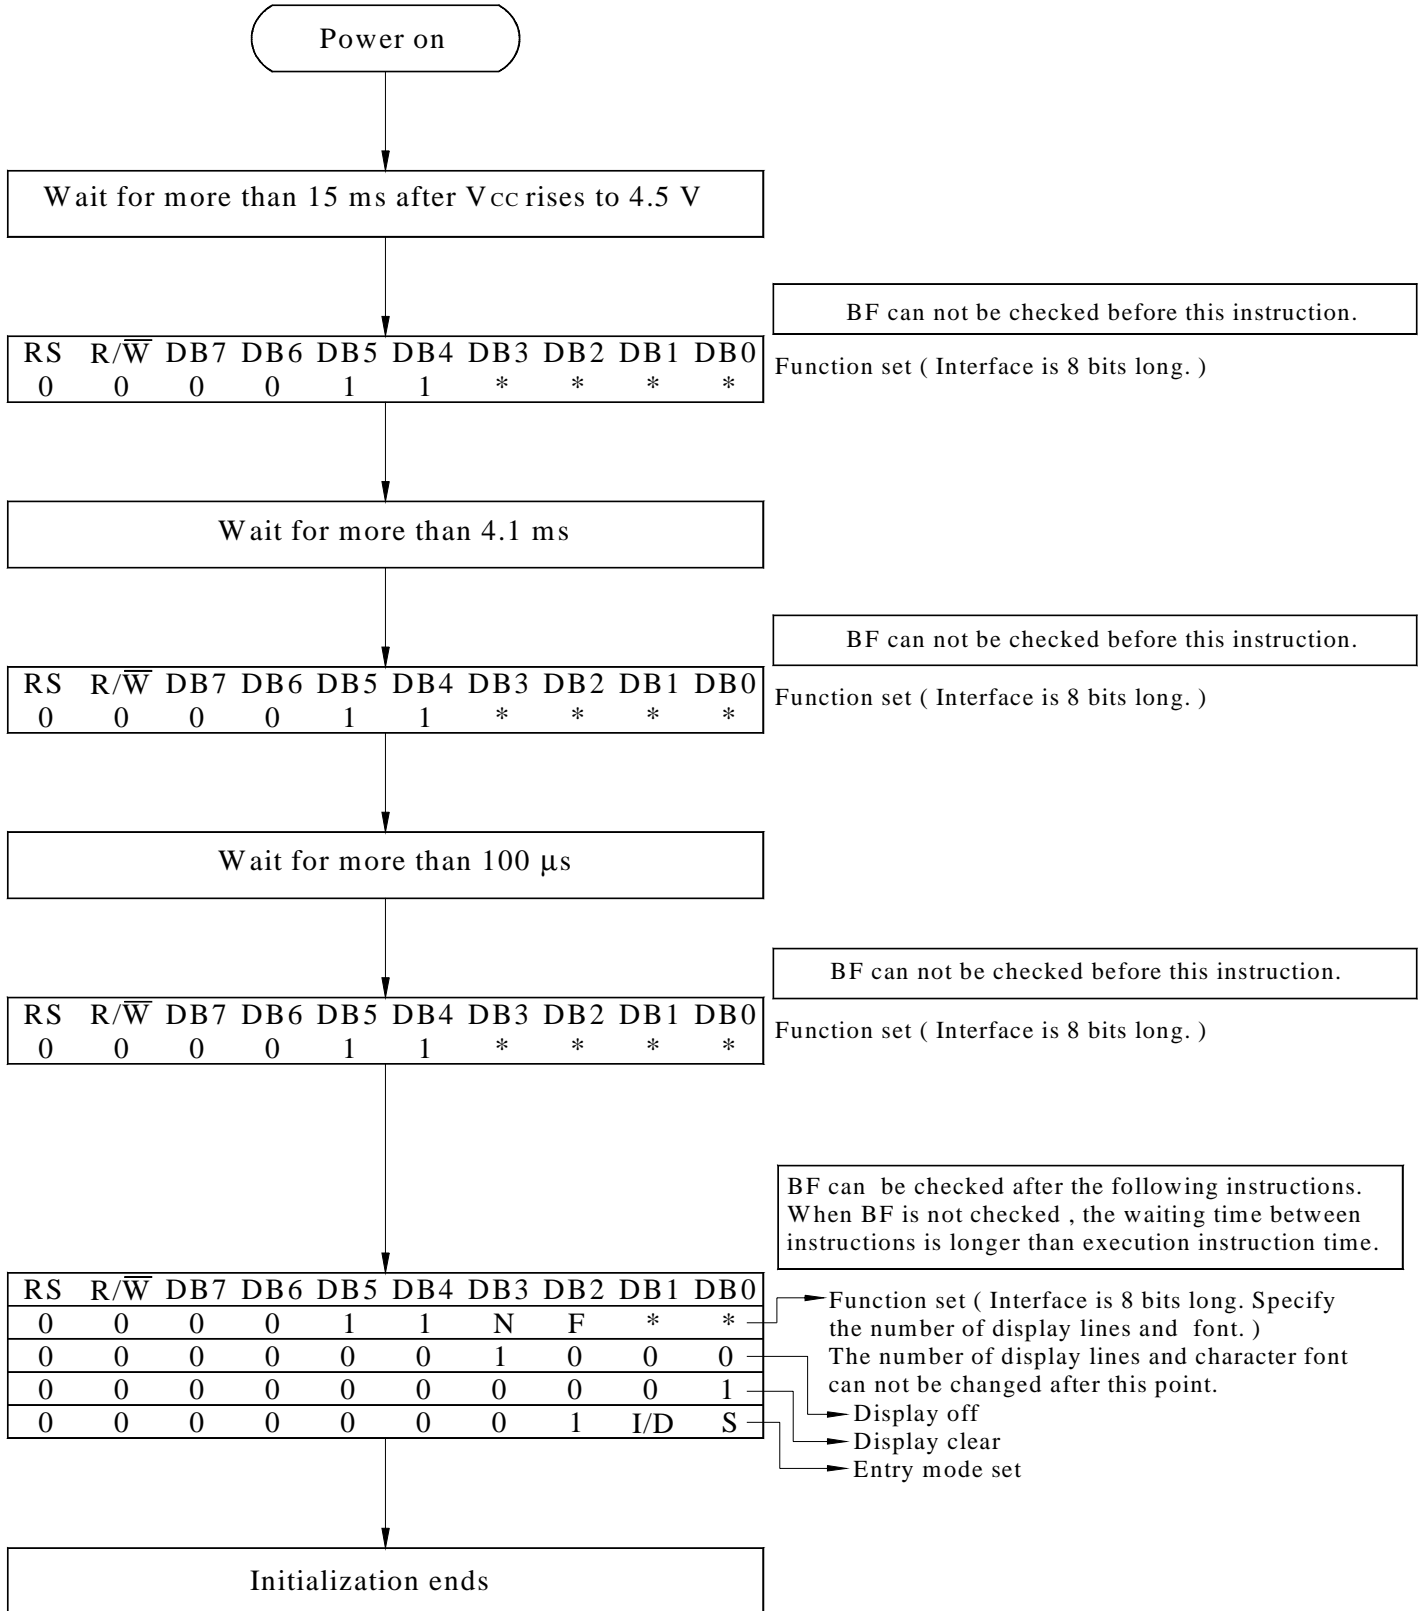 Power on
Wait for more than 15 ms after VCC rises to 4.5 V
BF can not be checked before this instruction.
RS R/W̅ DB7 DB6 DB5 DB4 DB3 DB2 DB1 DB0
0 0 0 0 1 1 * * * *
Function set ( Interface is 8 bits long. )
Wait for more than 4.1 ms
BF can not be checked before this instruction.
RS R/W̅ DB7 DB6 DB5 DB4 DB3 DB2 DB1 DB0
0 0 0 0 1 1 * * * *
Function set ( Interface is 8 bits long. )
Wait for more than 100 μs
BF can not be checked before this instruction.
RS R/W̅ DB7 DB6 DB5 DB4 DB3 DB2 DB1 DB0
0 0 0 0 1 1 * * * *
Function set ( Interface is 8 bits long. )
BF can be checked after the following instructions.
When BF is not checked , the waiting time between
instructions is longer than execution instruction time.
RS R/W̅ DB7 DB6 DB5 DB4 DB3 DB2 DB1 DB0
0 0 0 0 1 1 N F * *
0 0 0 0 0 0 1 0 0 0
0 0 0 0 0 0 0 0 0 1
0 0 0 0 0 0 0 1 I/D S
Function set ( Interface is 8 bits long. Specify
the number of display lines and font. )
The number of display lines and character font
can not be changed after this point.
Display off
Display clear
Entry mode set
Initialization ends